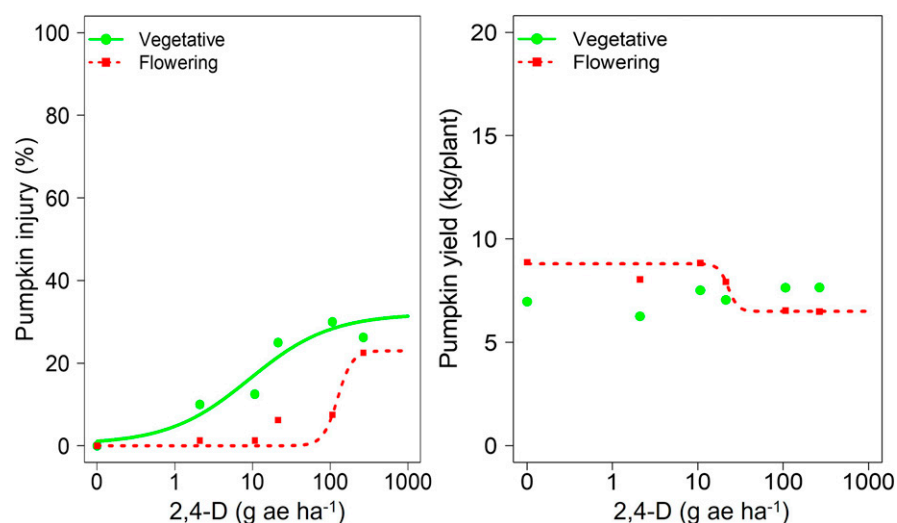 Pumpkin injury (%)
100
80
60
40
20
0
Vegetative
Flowering
0 1 10 100 1000
2,4-D (g ae ha⁻¹)
Pumpkin yield (kg/plant)
20
15
10
5
0
Vegetative
Flowering
0 1 10 100 1000
2,4-D (g ae ha⁻¹)